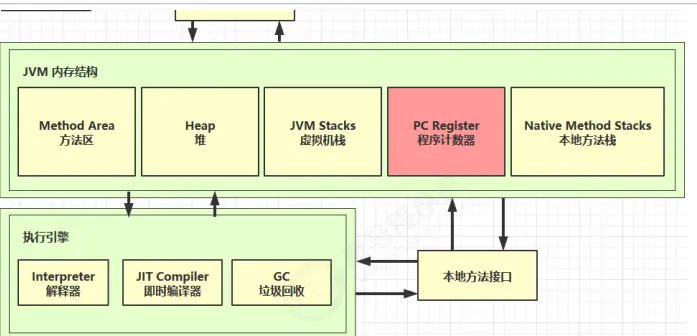 JVM 内存结构
Method Area
方法区
Heap
堆
JVM Stacks
虚拟机栈
PC Register
程序计数器
Native Method Stacks
本地方法栈
执行引擎
Interpreter
解释器
JIT Compiler
即时编译器
GC
垃圾回收
本地方法接口